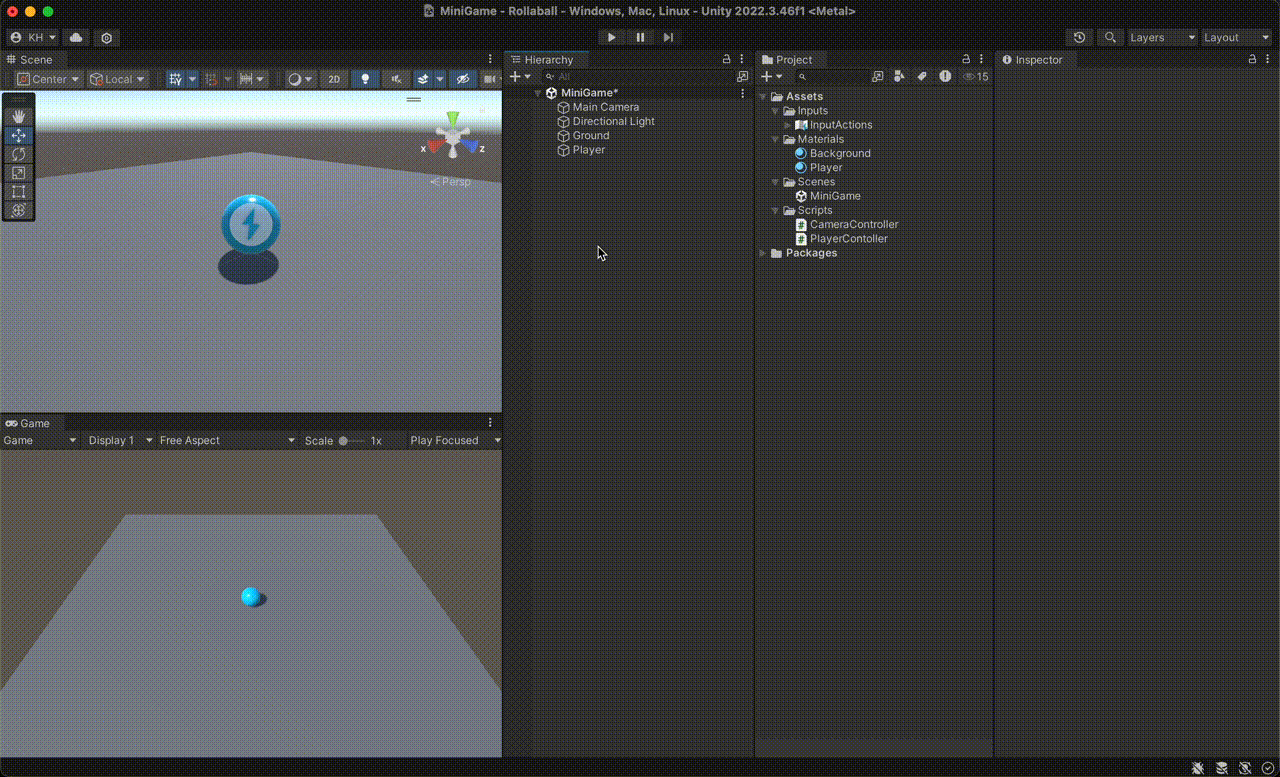 MiniGame - Rollaball - Windows, Mac, Linux - Unity 2022.3.46f1 <Metal>
KH
Layers
Layout
Scene
Hierarchy
Project
Inspector
Center
Local
2D
All
15
MiniGame*
Main Camera
Directional Light
Ground
Player
Assets
Inputs
InputActions
Materials
Background
Player
Scenes
MiniGame
Scripts
CameraController
PlayerContoller
Packages
x
z
Persp
Game
Game
Display 1
Free Aspect
Scale
1x
Play Focused